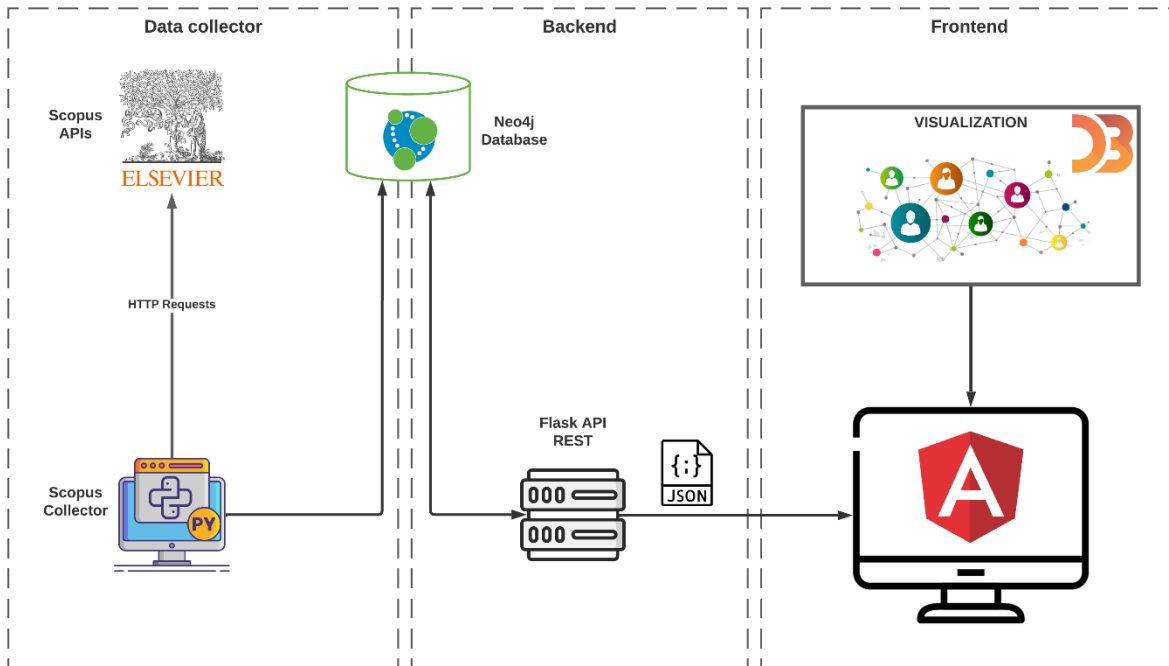 Data collector
Scopus
APIs
ELSEVIER
HTTP Requests
Scopus
Collector
PY
Backend
Neo4j
Database
Flask API
REST
{;}
JSON
Frontend
VISUALIZATION
D3
A